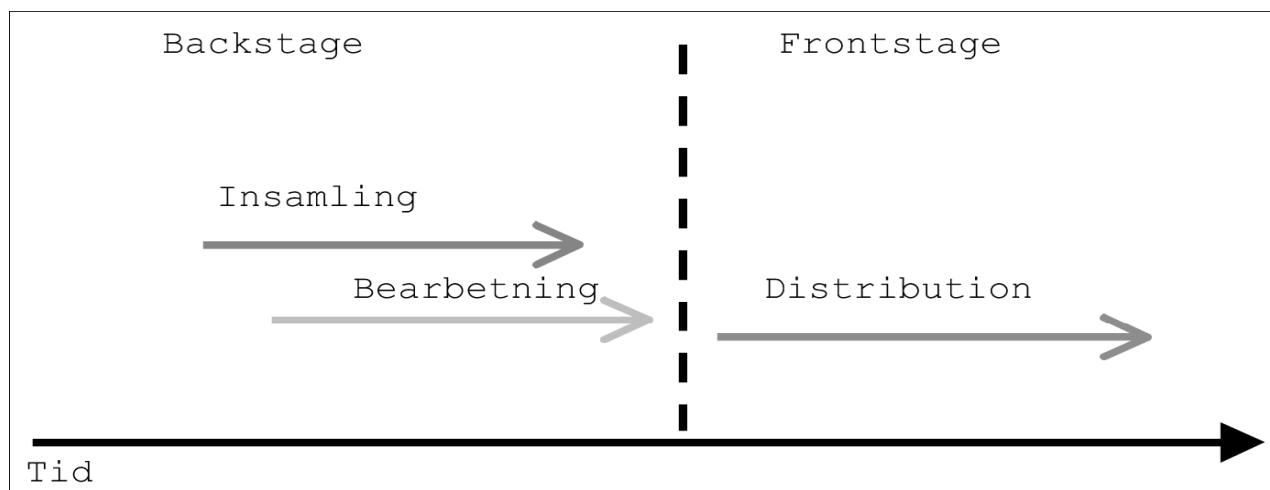 Backstage
Frontstage
Insamling
Bearbetning
Distribution
Tid